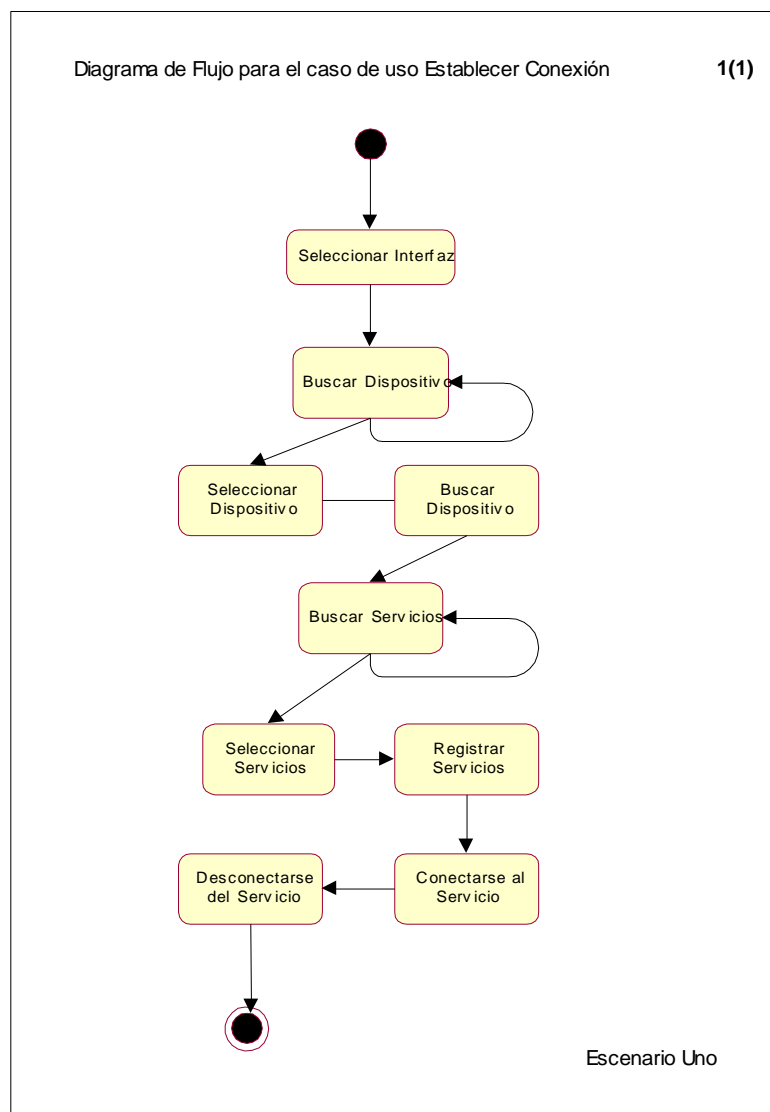 Diagrama de Flujo para el caso de uso Establecer Conexión 1(1)
Seleccionar Interfaz
Buscar Dispositivo
Seleccionar
Dispositivo
Buscar
Dispositivo
Buscar Servicios
Seleccionar
Servicios
Registrar
Servicios
Desconectarse
del Servicio
Conectarse al
Servicio
Escenario Uno